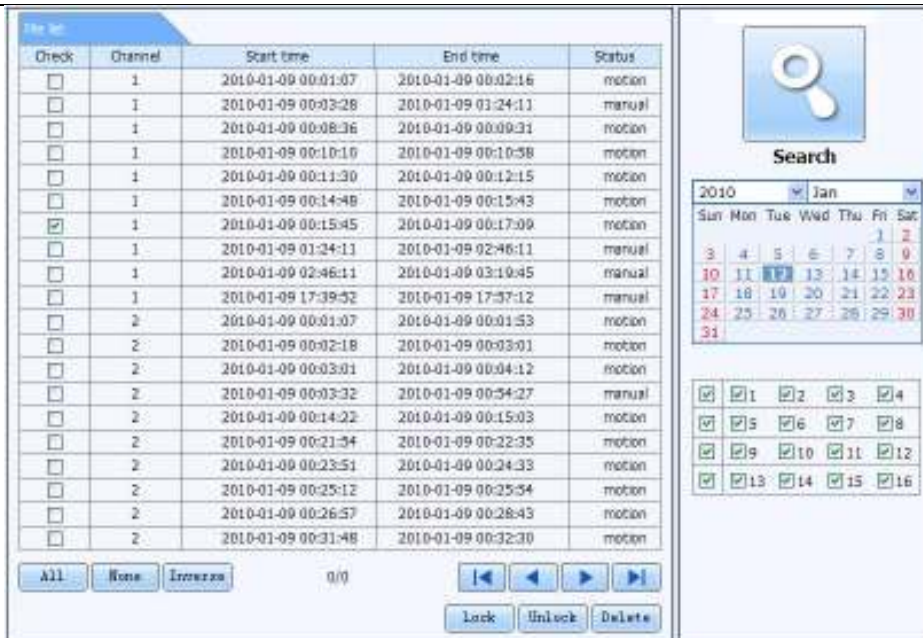 File list
Check Channel Start time End time Status
1 2010-01-09 00:01:07 2010-01-09 00:02:16 motion
1 2010-01-09 00:03:28 2010-01-09 01:24:11 manual
1 2010-01-09 00:08:36 2010-01-09 00:09:31 motion
1 2010-01-09 00:10:10 2010-01-09 00:10:58 motion
1 2010-01-09 00:11:30 2010-01-09 00:12:15 motion
1 2010-01-09 00:14:48 2010-01-09 00:15:43 motion
1 2010-01-09 00:15:45 2010-01-09 00:17:09 motion
1 2010-01-09 01:24:11 2010-01-09 02:46:11 manual
1 2010-01-09 02:46:11 2010-01-09 03:19:45 manual
1 2010-01-09 17:39:52 2010-01-09 17:57:12 manual
2 2010-01-09 00:01:07 2010-01-09 00:01:53 motion
2 2010-01-09 00:02:18 2010-01-09 00:03:01 motion
2 2010-01-09 00:03:01 2010-01-09 00:04:12 motion
2 2010-01-09 00:03:32 2010-01-09 00:54:27 manual
2 2010-01-09 00:14:22 2010-01-09 00:15:03 motion
2 2010-01-09 00:21:54 2010-01-09 00:22:35 motion
2 2010-01-09 00:23:51 2010-01-09 00:24:33 motion
2 2010-01-09 00:25:12 2010-01-09 00:25:54 motion
2 2010-01-09 00:26:57 2010-01-09 00:28:43 motion
2 2010-01-09 00:31:48 2010-01-09 00:32:30 motion
All None Inverse 0/0
Lock Unlock Delete
Search
2010 Jan
Sun Mon Tue Wed Thu Fri Sat
1 2
3 4 5 6 7 8 9
10 11 12 13 14 15 16
17 18 19 20 21 22 23
24 25 26 27 28 29 30
31
1 2 3 4
5 6 7 8
9 10 11 12
13 14 15 16